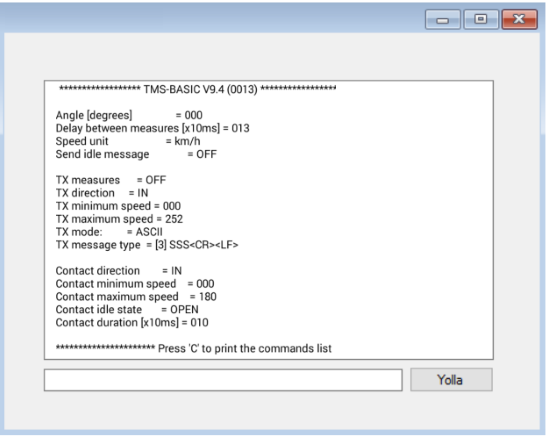 ****************** TMS-BASIC V9.4 (0013) *****************
Angle [degrees] = 000
Delay between measures [x10ms] = 013
Speed unit = km/h
Send idle message = OFF
TX measures = OFF
TX direction = IN
TX minimum speed = 000
TX maximum speed = 252
TX mode: = ASCII
TX message type = [3] SSS<CR><LF>
Contact direction = IN
Contact minimum speed = 000
Contact maximum speed = 180
Contact idle state = OPEN
Contact duration [x10ms] = 010
********************** Press 'C' to print the commands list
Yolla